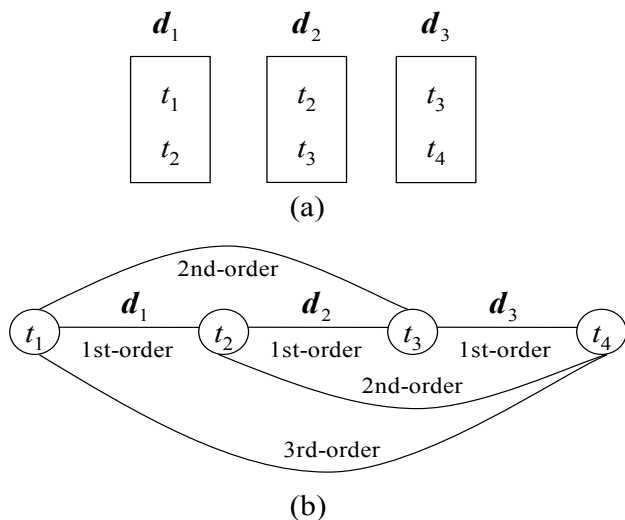 d₁ d₂ d₃
t₁ t₂ t₃
t₂ t₃ t₄
(a)
2nd-order
d₁ d₂ d₃
t₁ t₂ t₃ t₄
1st-order 1st-order 1st-order
2nd-order
3rd-order
(b)